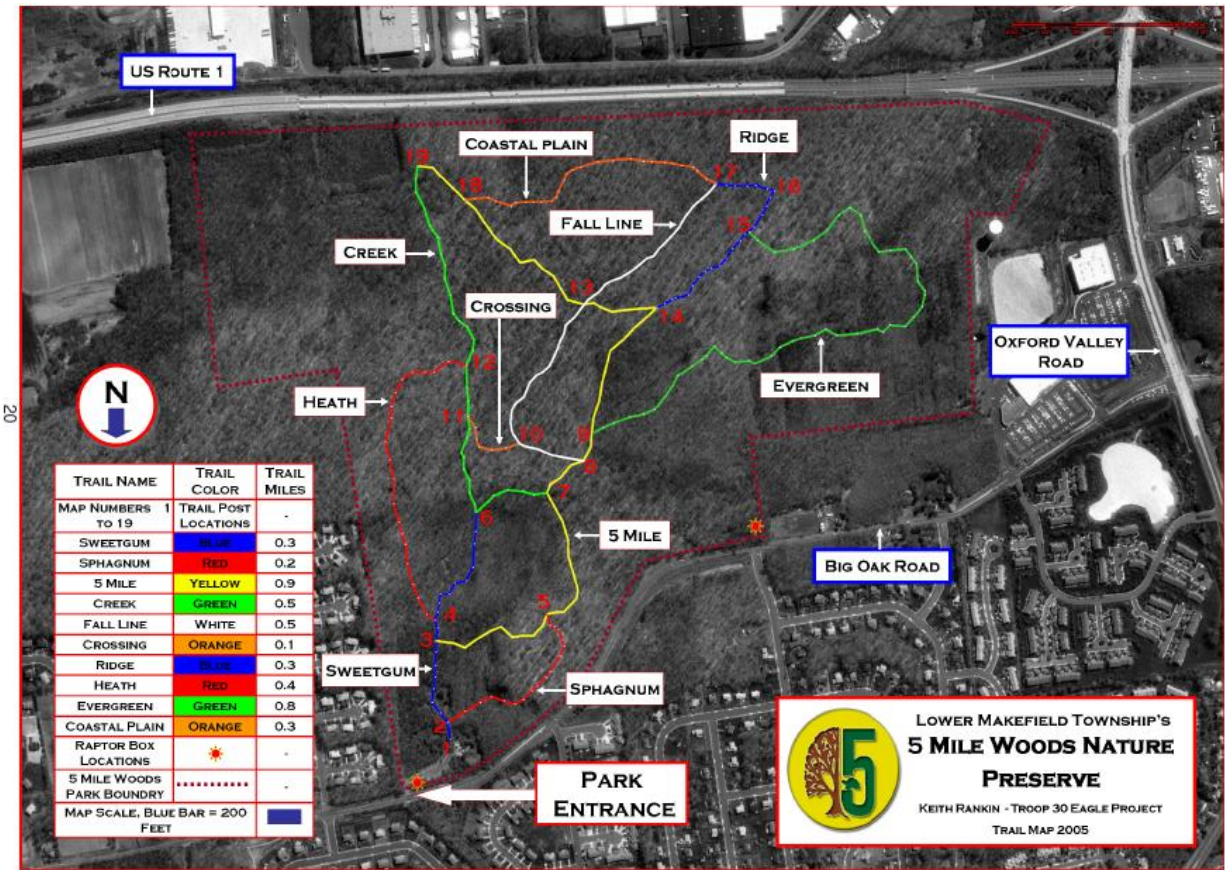 US ROUTE 1
COASTAL PLAIN
RIDGE
19
18
17
16
FALL LINE
15
CREEK
CROSSING
13
14
OXFORD VALLEY
ROAD
12
EVERGREEN
HEATH
N
20
11
10
9
8
7
6
5 MILE
BIG OAK ROAD
5
4
3
SWEETGUM
SPHAGNUM
2
1
PARK
ENTRANCE
TRAIL NAME TRAIL COLOR TRAIL MILES
MAP NUMBERS 1 TO 19 TRAIL POST LOCATIONS -
SWEETGUM BLUE 0.3
SPHAGNUM RED 0.2
5 MILE YELLOW 0.9
CREEK GREEN 0.5
FALL LINE WHITE 0.5
CROSSING ORANGE 0.1
RIDGE BLUE 0.3
HEATH RED 0.4
EVERGREEN GREEN 0.8
COASTAL PLAIN ORANGE 0.3
RAPTOR BOX LOCATIONS -
5 MILE WOODS PARK BOUNDRY -
MAP SCALE, BLUE BAR = 200 FEET
5
LOWER MAKEFIELD TOWNSHIP'S
5 MILE WOODS NATURE
PRESERVE
KEITH RANKIN - TROOP 30 EAGLE PROJECT
TRAIL MAP 2005